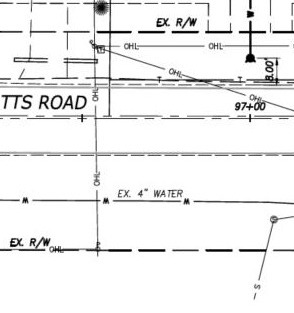 W
EX. R/W
OHL
OHL
OHL
T
T
8.00'
OHL
OHL
TTS ROAD
97+00
OHL
EX. 4" WATER
W
W
W
EX. R/W
OHL
S